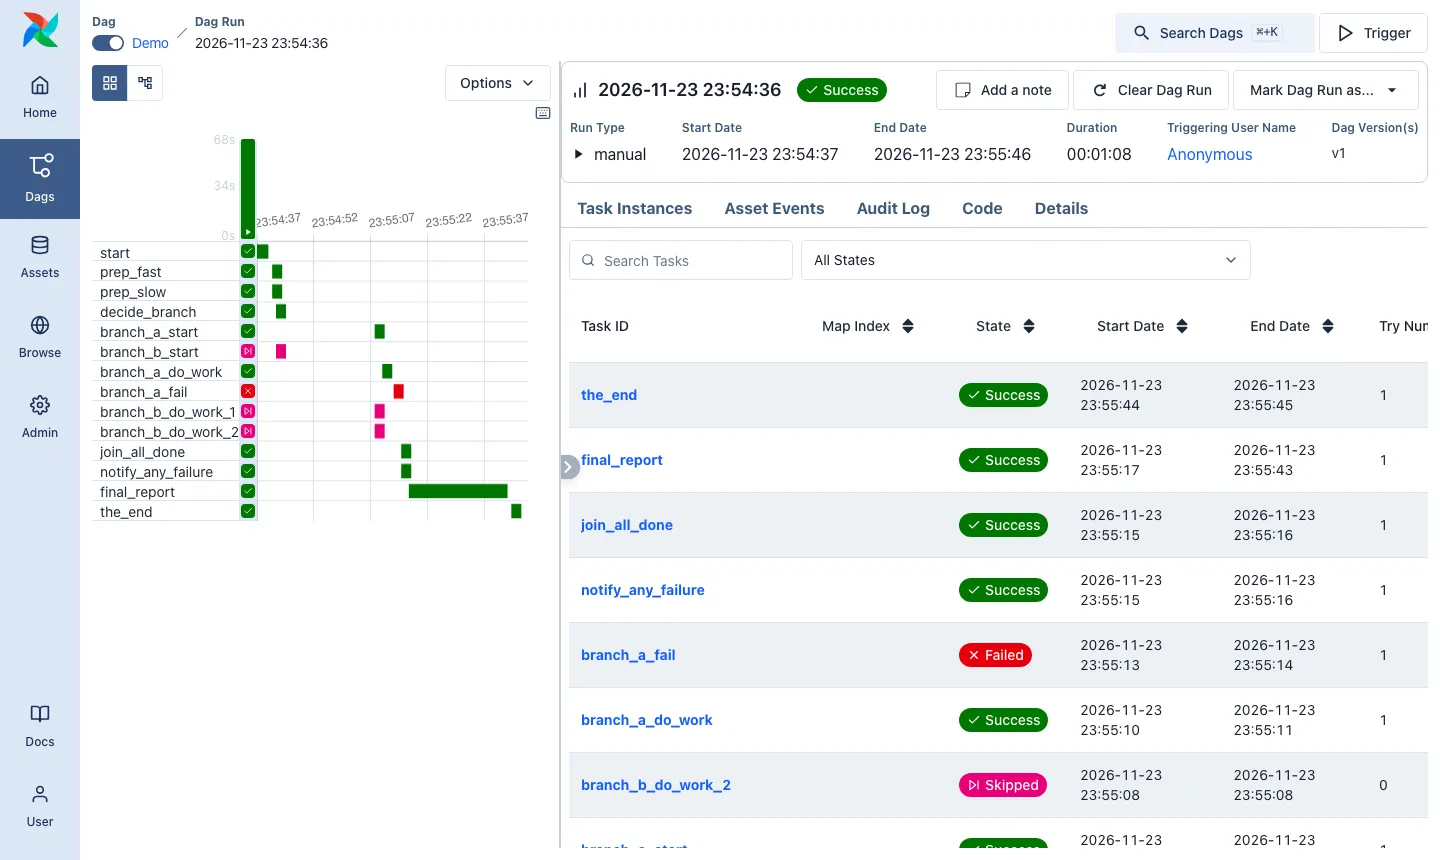 Dag
Dag Run
Demo
2026-11-23 23:54:36
Search Dags
⌘+K
Trigger
Home
Dags
Assets
Browse
Admin
Docs
User
Options
68s
34s
0s
23:54:37
23:54:52
23:55:07
23:55:22
23:55:37
start
prep_fast
prep_slow
decide_branch
branch_a_start
branch_b_start
branch_a_do_work
branch_a_fail
branch_b_do_work_1
branch_b_do_work_2
join_all_done
notify_any_failure
final_report
the_end
2026-11-23 23:54:36
Success
Add a note
Clear Dag Run
Mark Dag Run as...
Run Type
Start Date
End Date
Duration
Triggering User Name
Dag Version(s)
manual
2026-11-23 23:54:37
2026-11-23 23:55:46
00:01:08
Anonymous
v1
Task Instances
Asset Events
Audit Log
Code
Details
Search Tasks
All States
Task ID
Map Index
State
Start Date
End Date
Try Num
the_end
Success
2026-11-23
23:55:44
2026-11-23
23:55:45
1
final_report
Success
2026-11-23
23:55:17
2026-11-23
23:55:43
1
join_all_done
Success
2026-11-23
23:55:15
2026-11-23
23:55:16
1
notify_any_failure
Success
2026-11-23
23:55:15
2026-11-23
23:55:16
1
branch_a_fail
Failed
2026-11-23
23:55:13
2026-11-23
23:55:14
1
branch_a_do_work
Success
2026-11-23
23:55:10
2026-11-23
23:55:11
1
branch_b_do_work_2
Skipped
2026-11-23
23:55:08
2026-11-23
23:55:08
0
branch_a_start
Success
2026-11-23
2026-11-23